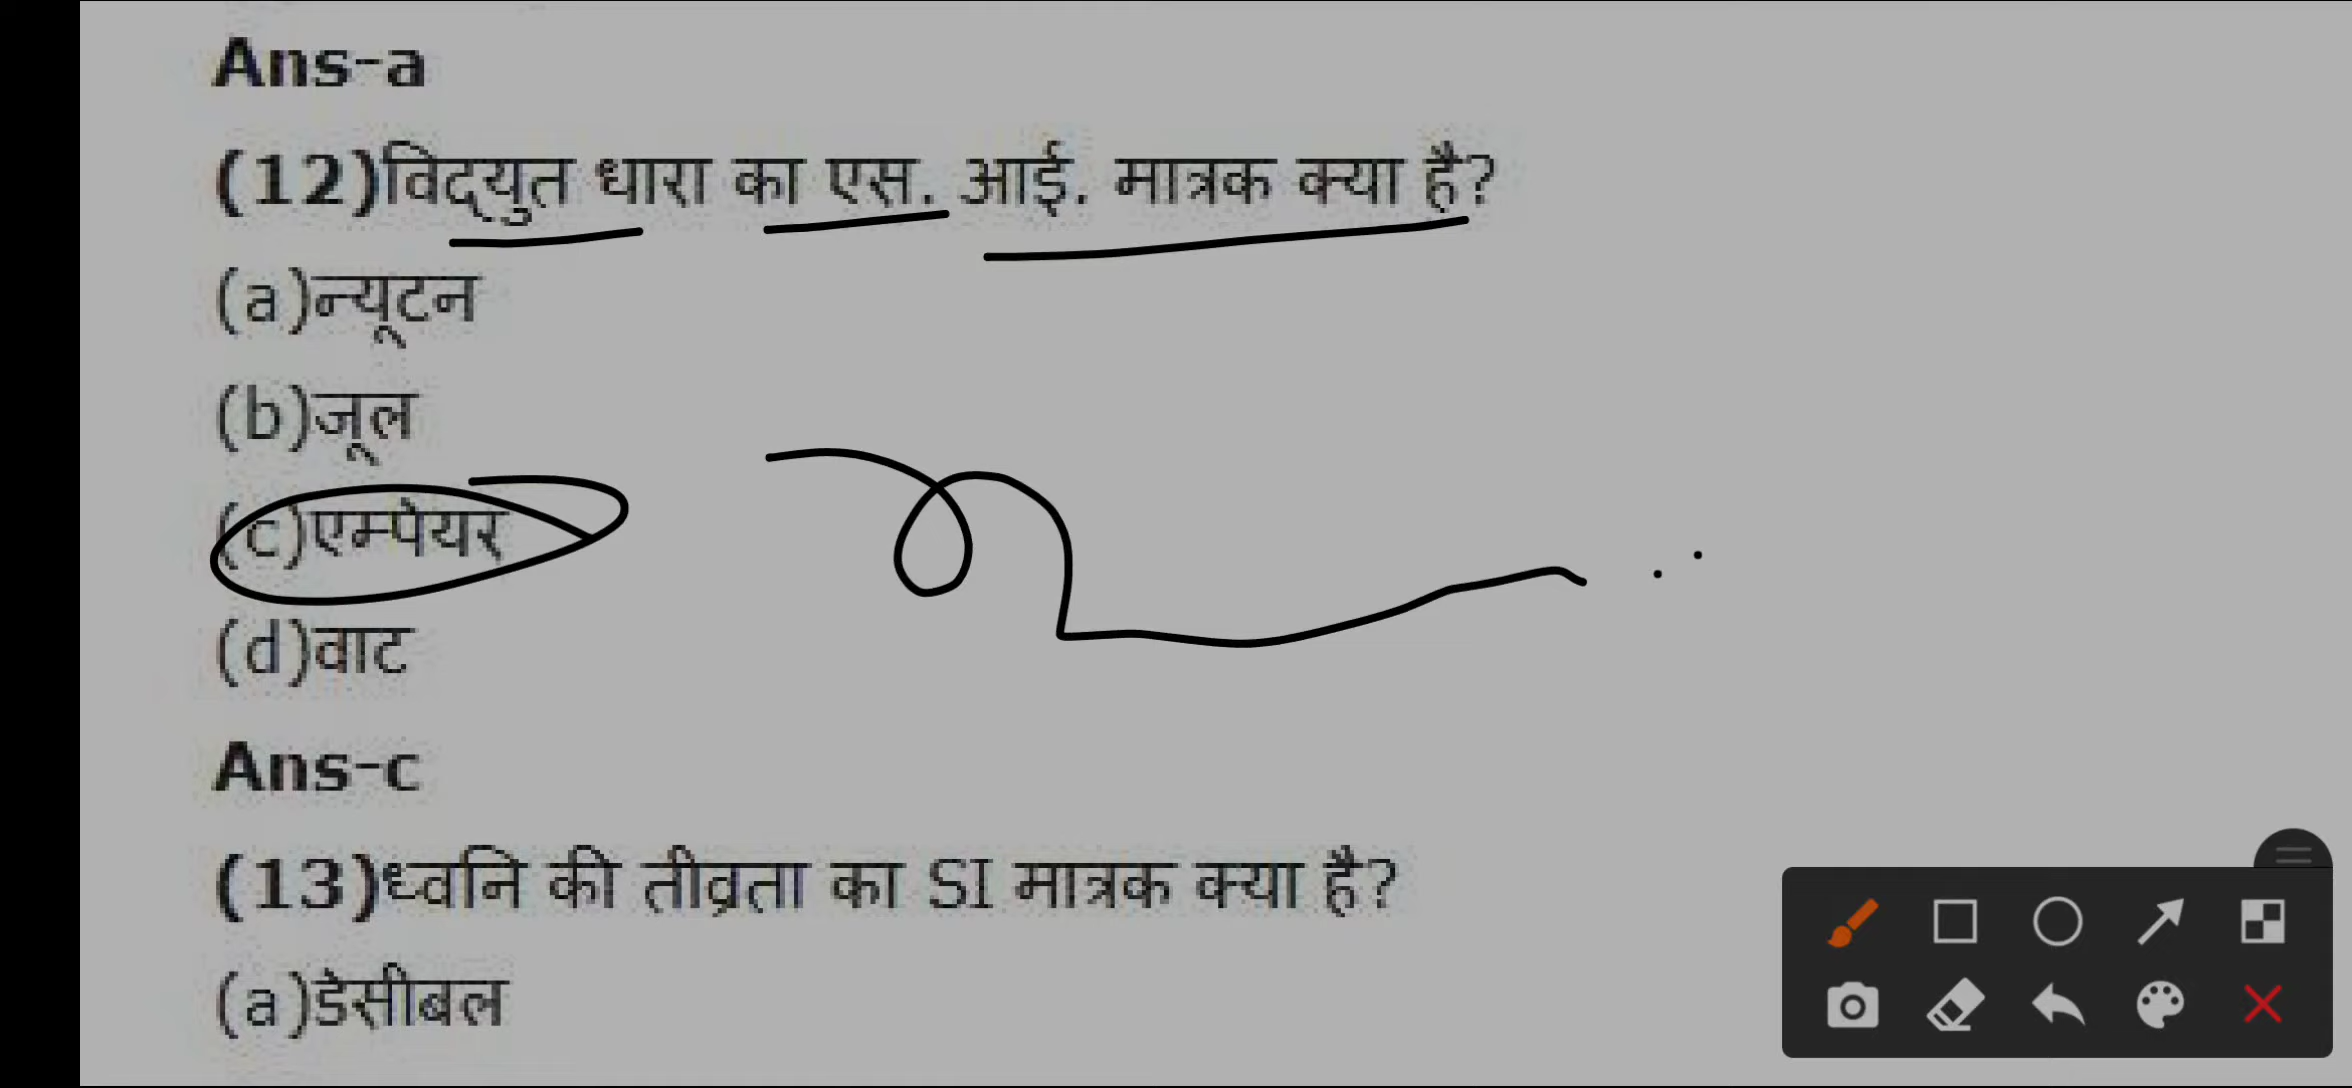 Ans-a
(12)विद्युत धारा का एस. आई. मात्रक क्या है?
(a)न्यूटन
(b)जूल
(c)एम्पेयर
(d)वाट
Ans-c
(13)ध्वनि की तीव्रता का SI मात्रक क्या है?
(a)डेसीबल